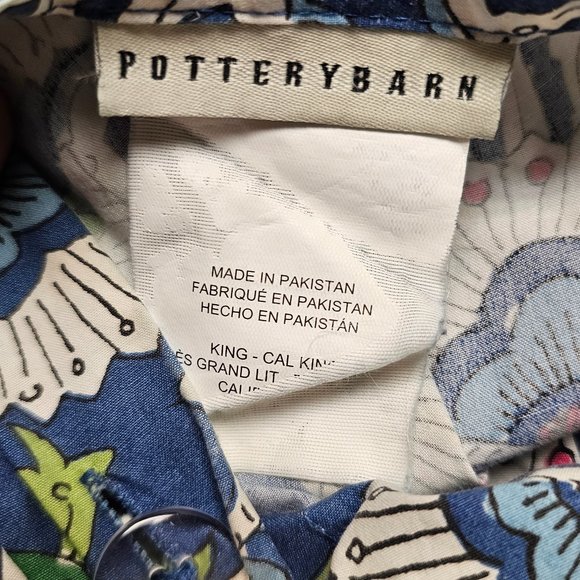 POTTERYBARN
MADE IN PAKISTAN
FABRIQUÉ EN PAKISTAN
HECHO EN PAKISTÁN
KING - CAL
GRAND LIT